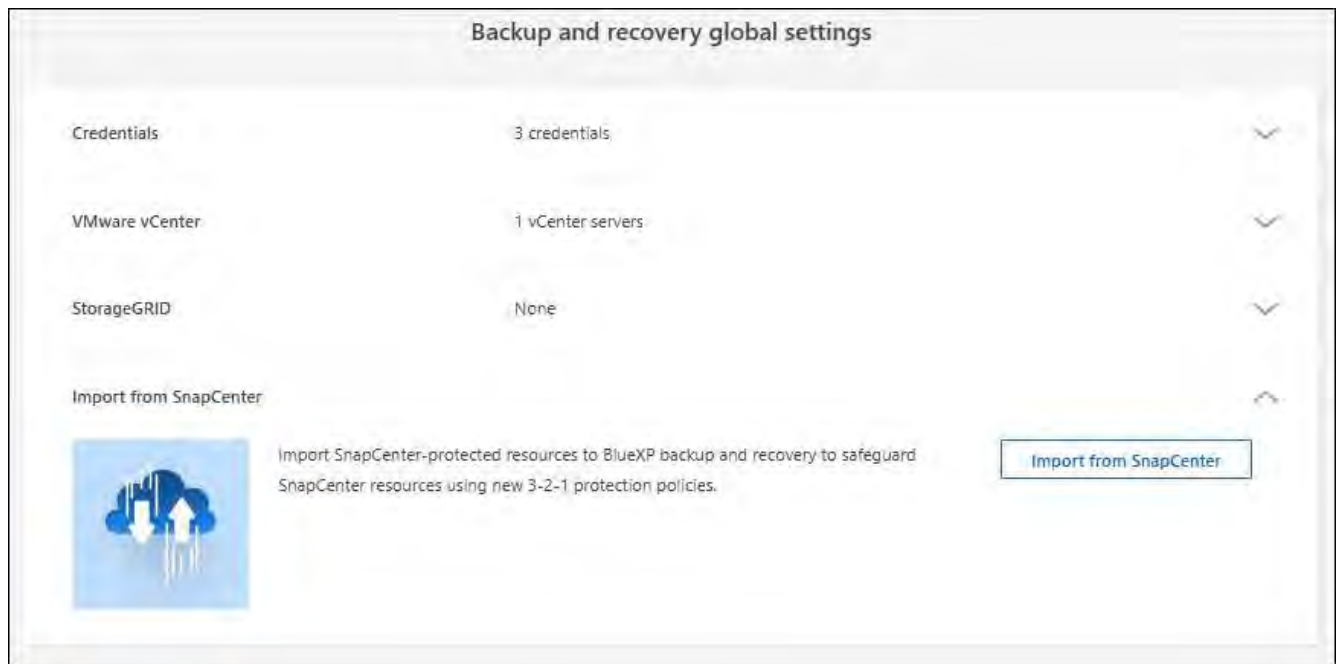 Backup and recovery global settings
Credentials
3 credentials
VMware vCenter
1 vCenter servers
StorageGRID
None
Import from SnapCenter
Import SnapCenter-protected resources to BlueXP backup and recovery to safeguard
SnapCenter resources using new 3-2-1 protection policies.
Import from SnapCenter